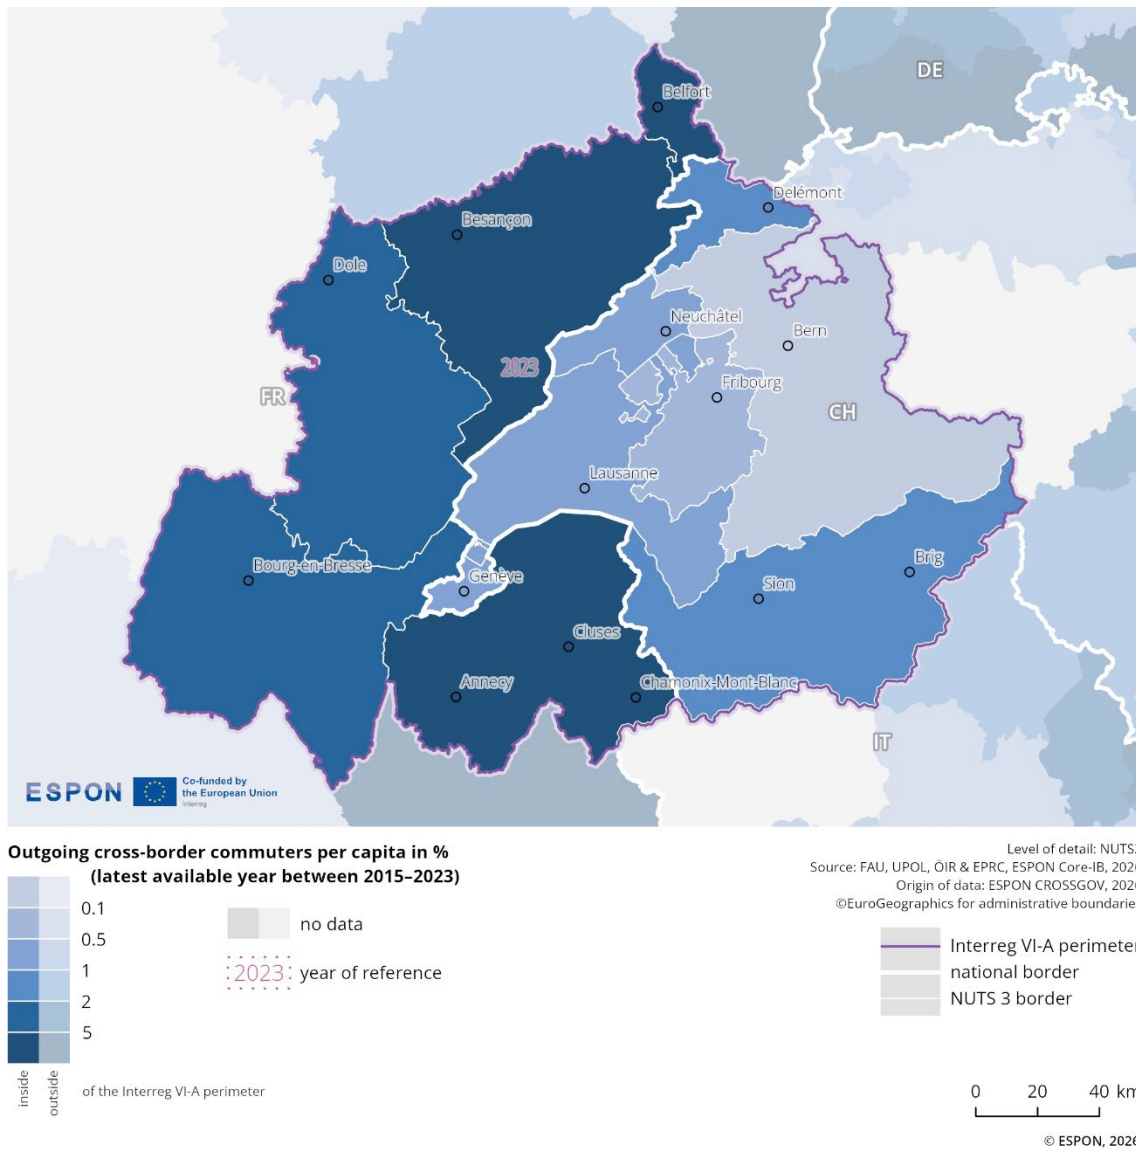 DE
Belfort
Delémont
Besançon
Dole
Neuchâtel
Bern
2023
FR
Fribourg
CH
Lausanne
Bourg-en-Bresse
Genève
Brig
Sion
Cluses
Annecy
Chamonix-Mont-Blanc
IT
ESPON
Co-funded by
the European Union
Interreg
Outgoing cross-border commuters per capita in %
(latest available year between 2015–2023)
0.1
0.5
1
2
5
inside
outside
of the Interreg VI-A perimeter
no data
2023
year of reference
Level of detail: NUTS
Source: FAU, UPOL, ÖIR & EPRC, ESPON Core-IB, 202
Origin of data: ESPON CROSSGOV, 202
©EuroGeographics for administrative boundarie
Interreg VI-A perimeter
national border
NUTS 3 border
0 20 40 km
© ESPON, 202